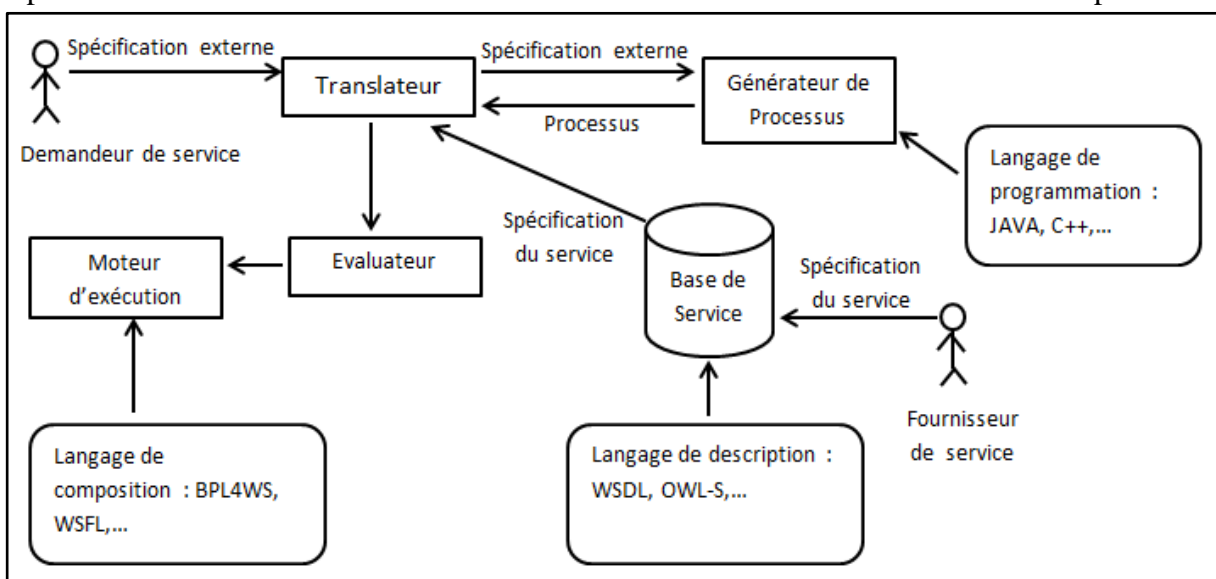 Spécification externe
Spécification externe
Translateur
Générateur de
Processus
Processus
Demandeur de service
Langage de
programmation :
JAVA, C++,...
Spécification
du service
Moteur
d'exécution
Evaluateur
Base de
Service
Spécification
du service
Fournisseur
de service
Langage de
composition : BPL4WS,
WSFL,...
Langage de description :
WSDL, OWL-S,...